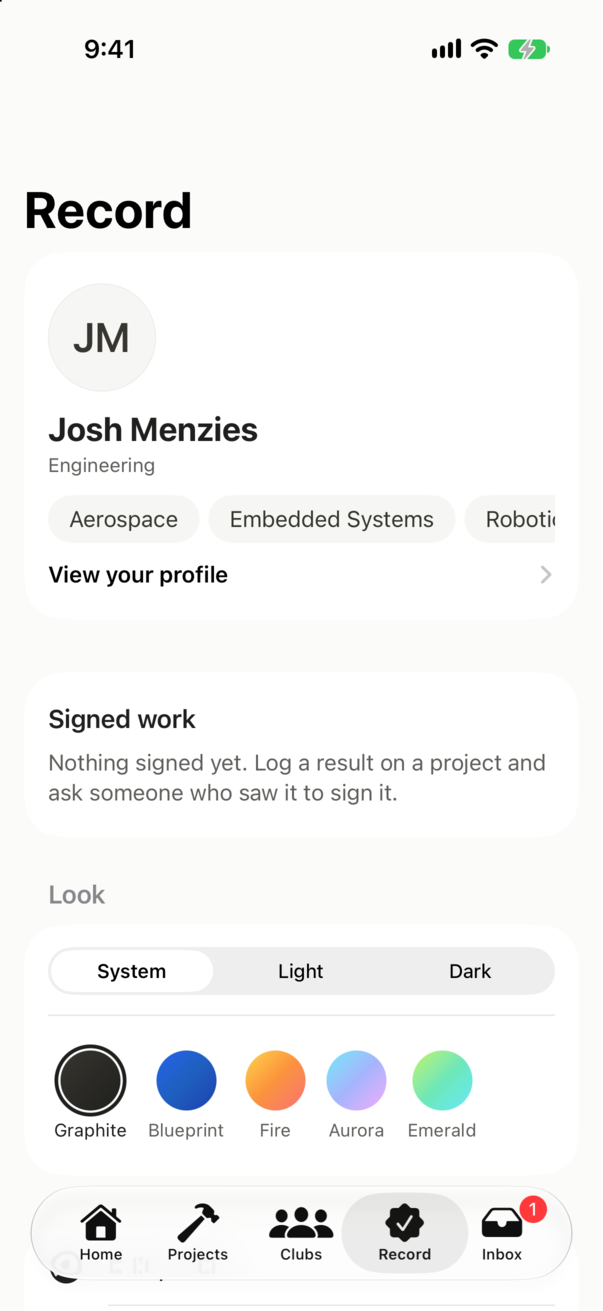 9:41
Record
JM
Josh Menzies
Engineering
Aerospace
Embedded Systems
View your profile
Signed work
Nothing signed yet. Log a result on a project and
ask someone who saw it to sign it.
Look
System
Light
Dark
Graphite
Blueprint
Fire
Aurora
Emerald
1
Home
Projects
Clubs
Record
Inbox